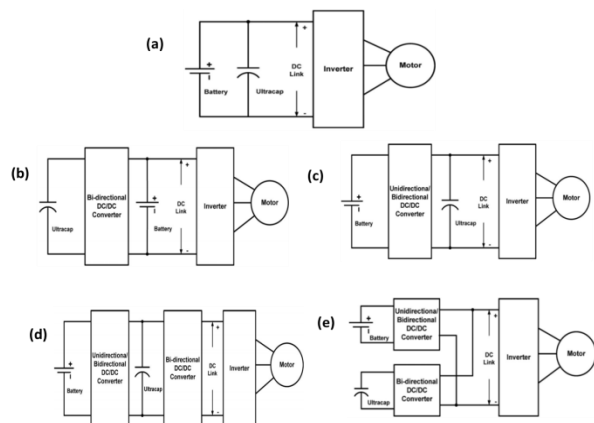 (a)
+
Battery
Ultracap
+
DC
Link
-
Inverter
Motor
(b)
Ultracap
Bi-directional
DC/DC
Converter
+
Battery
+
DC
Link
-
Inverter
Motor
(c)
+
Battery
Unidirectional/
Bidirectional
DC/DC
Converter
Ultracap
+
DC
Link
-
Inverter
Motor
(d)
+
Battery
Unidirectional/
Bidirectional
DC/DC
Converter
Ultracap
Bi-directional
DC/DC
Converter
+
DC
Link
-
Inverter
Motor
(e)
+
Battery
Unidirectional/
Bidirectional
DC/DC
Converter
Ultracap
Bi-directional
DC/DC
Converter
+
DC
Link
-
Inverter
Motor